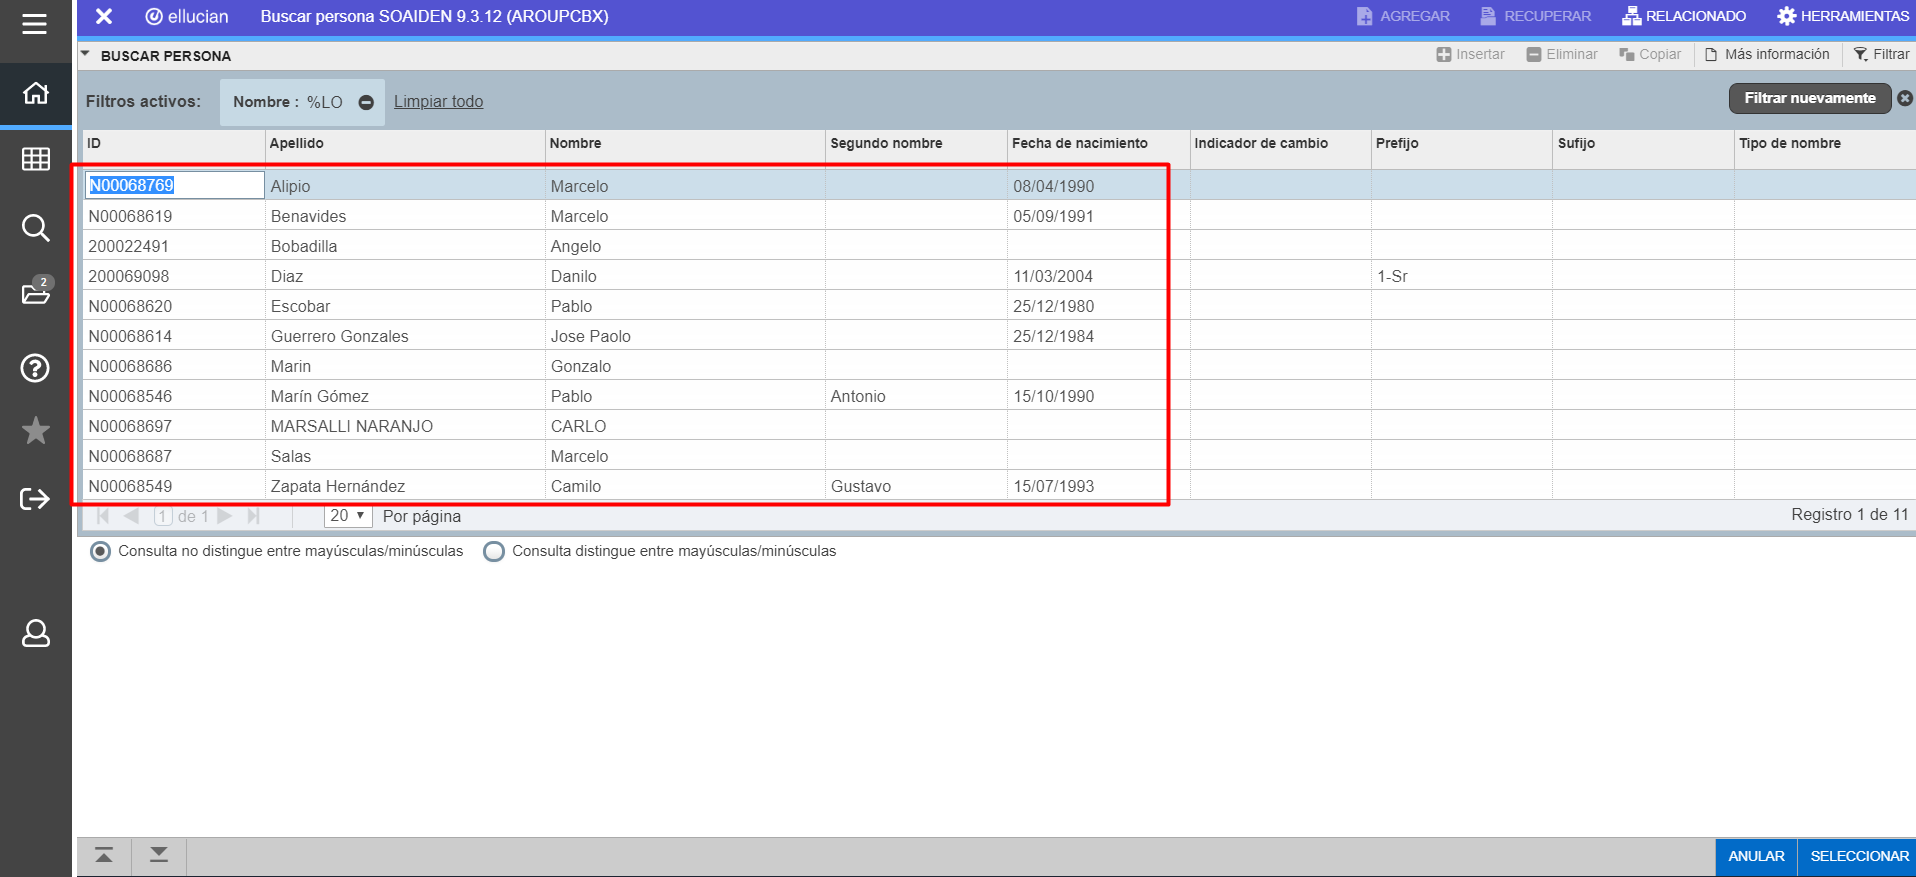 ellucian Buscar persona SOAIDEN 9.3.12 (AROUPCBX) AGREGAR RECUPERAR RELACIONADO HERRAMIENTAS
BUSCAR PERSONA Insertar Eliminar Copiar Más información Filtrar
Filtros activos: Nombre : %LO Limpiar todo Filtrar nuevamente
ID Apellido Nombre Segundo nombre Fecha de nacimiento Indicador de cambio Prefijo Sufijo Tipo de nombre
N00068769 Alipio Marcelo 08/04/1990
N00068619 Benavides Marcelo 05/09/1991
200022491 Bobadilla Angelo
200069098 Diaz Danilo 11/03/2004 1-Sr
2
N00068620 Escobar Pablo 25/12/1980
N00068614 Guerrero Gonzales Jose Paolo 25/12/1984
N00068686 Marin Gonzalo
N00068546 Marín Gómez Pablo Antonio 15/10/1990
N00068697 MARSALLI NARANJO CARLO
N00068687 Salas Marcelo
N00068549 Zapata Hernández Camilo Gustavo 15/07/1993
1 de 1 20 Por página Registro 1 de 11
Consulta no distingue entre mayúsculas/minúsculas Consulta distingue entre mayúsculas/minúsculas
ANULAR SELECCIONAR